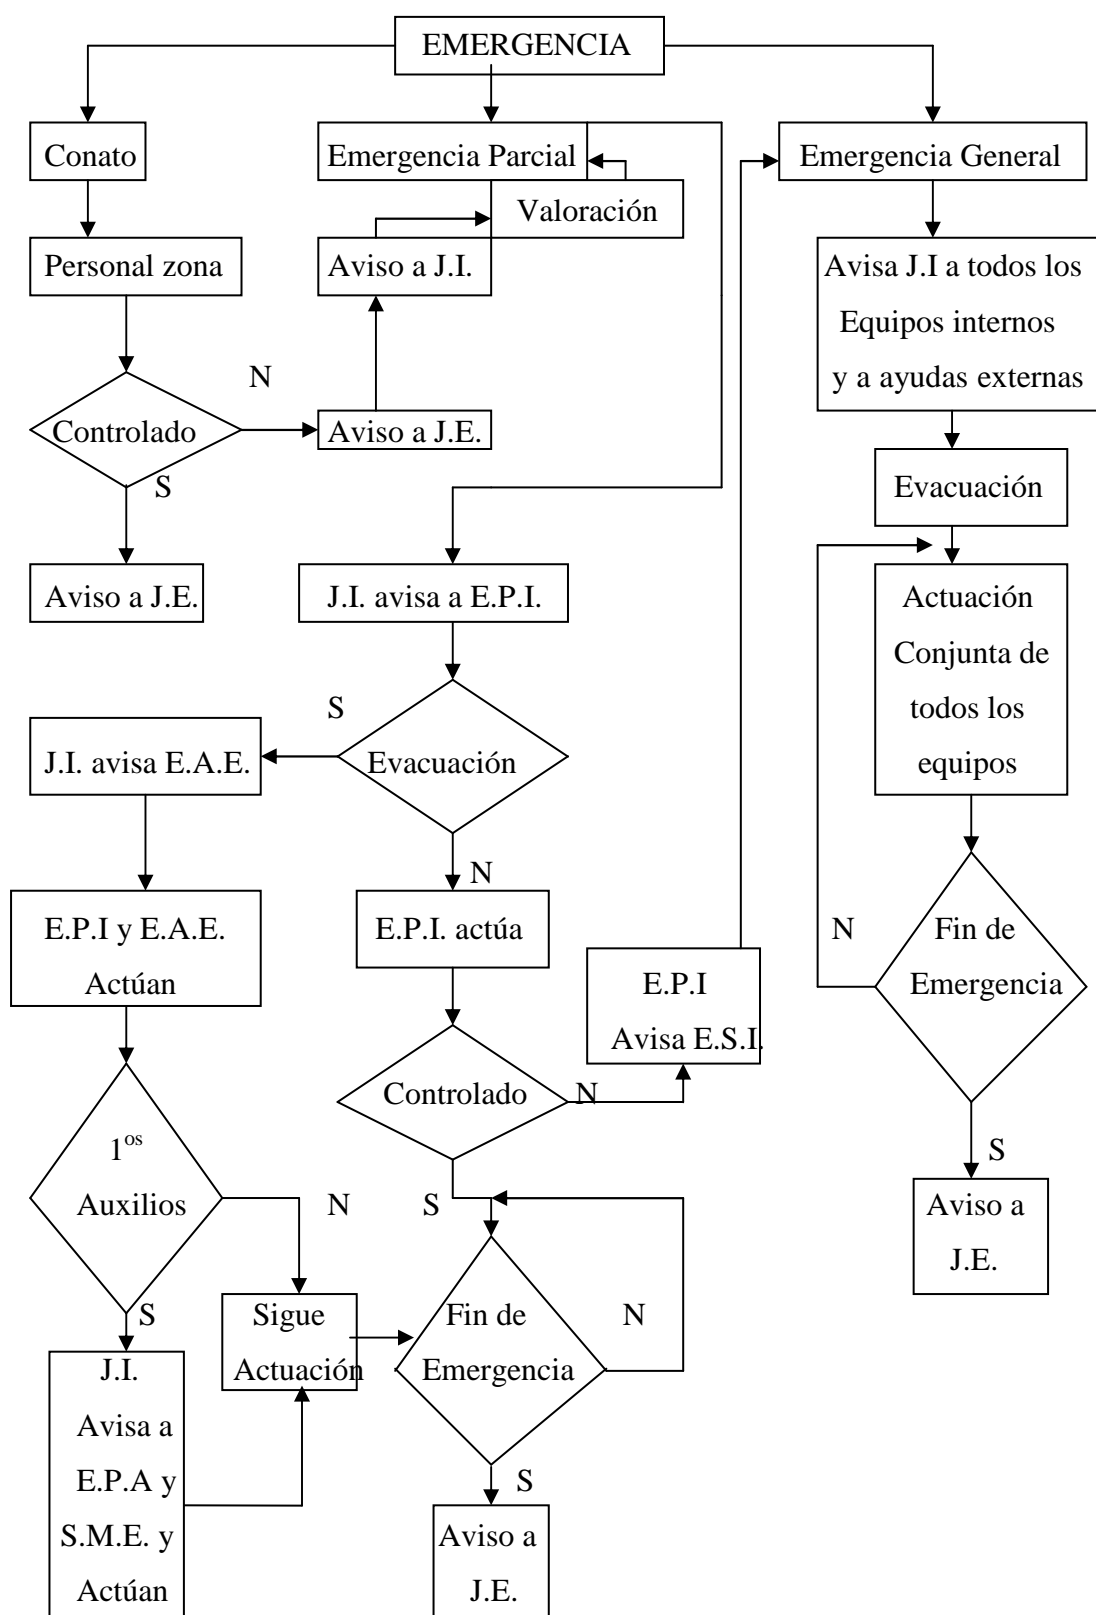 EMERGENCIA
Conato
Emergencia Parcial
Emergencia General
Valoración
Personal zona
Aviso a J.I.
Avisa J.I a todos los
Equipos internos
y a ayudas externas
N
Controlado
Aviso a J.E.
S
Evacuación
Aviso a J.E.
J.I. avisa a E.P.I.
Actuación
Conjunta de
todos los
equipos
S
J.I. avisa E.A.E.
Evacuación
N
E.P.I y E.A.E.
Actúan
E.P.I. actúa
N
Fin de
Emergencia
E.P.I
Avisa E.S.I.
Controlado
N
1os
Auxilios
N
S
S
Aviso a
J.E.
S
Sigue
Actuación
Fin de
Emergencia
N
J.I.
Avisa a
E.P.A y
S.M.E. y
Actúan
S
Aviso a
J.E.